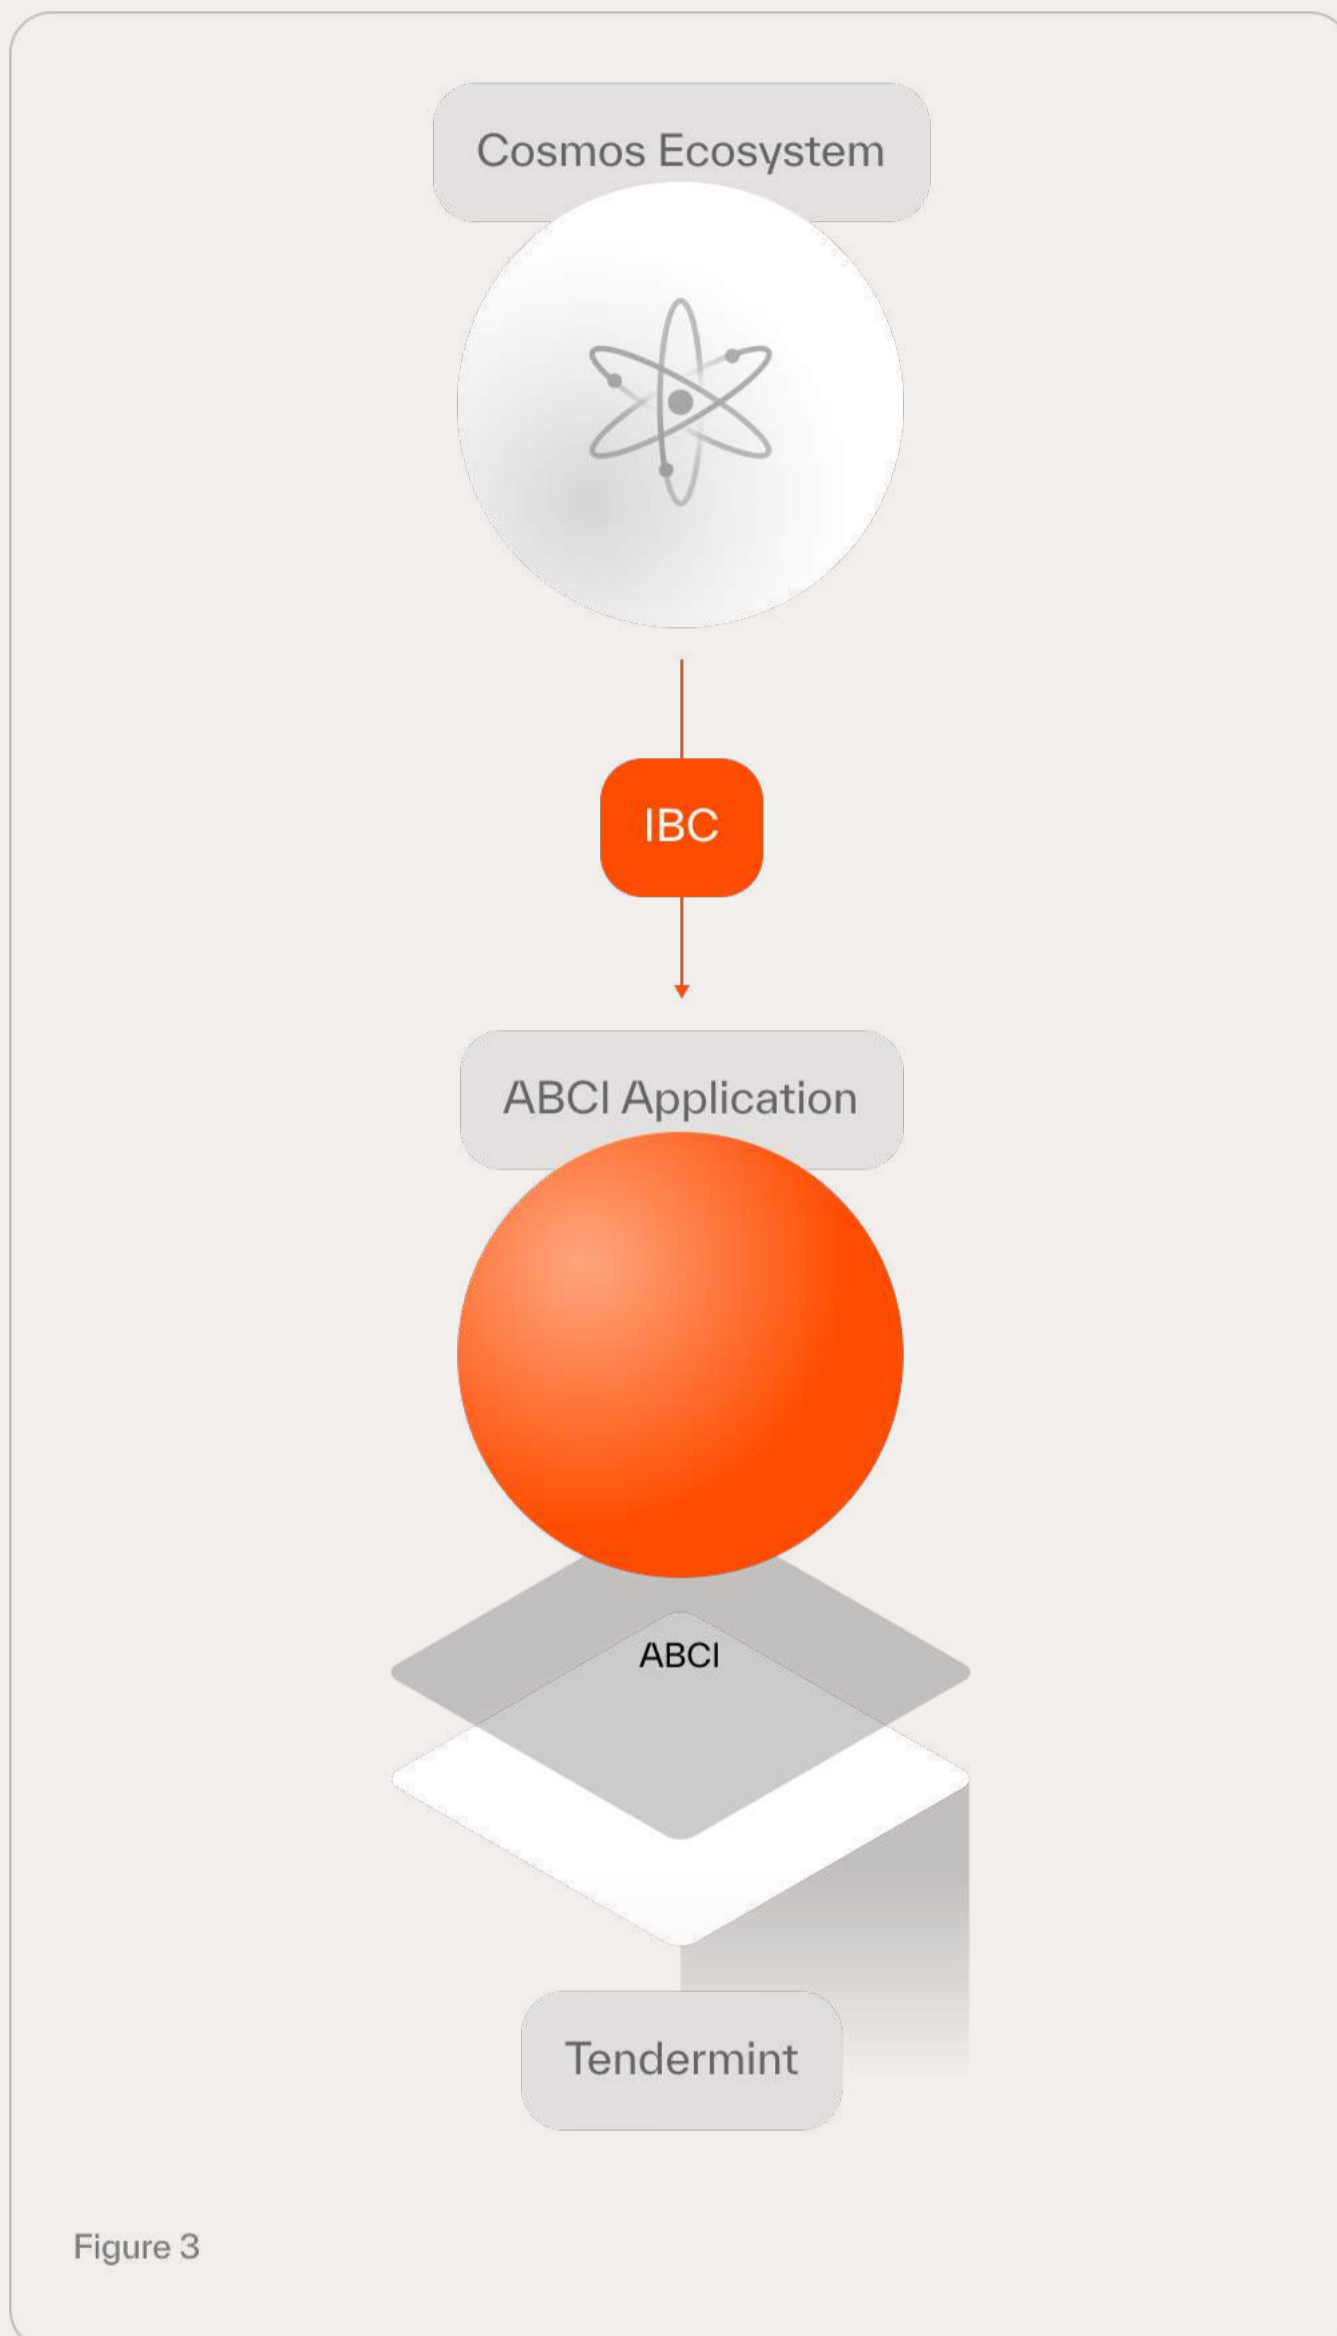 Cosmos Ecosystem
IBC
ABCI Application
ABCI
Tendermint
Figure 3